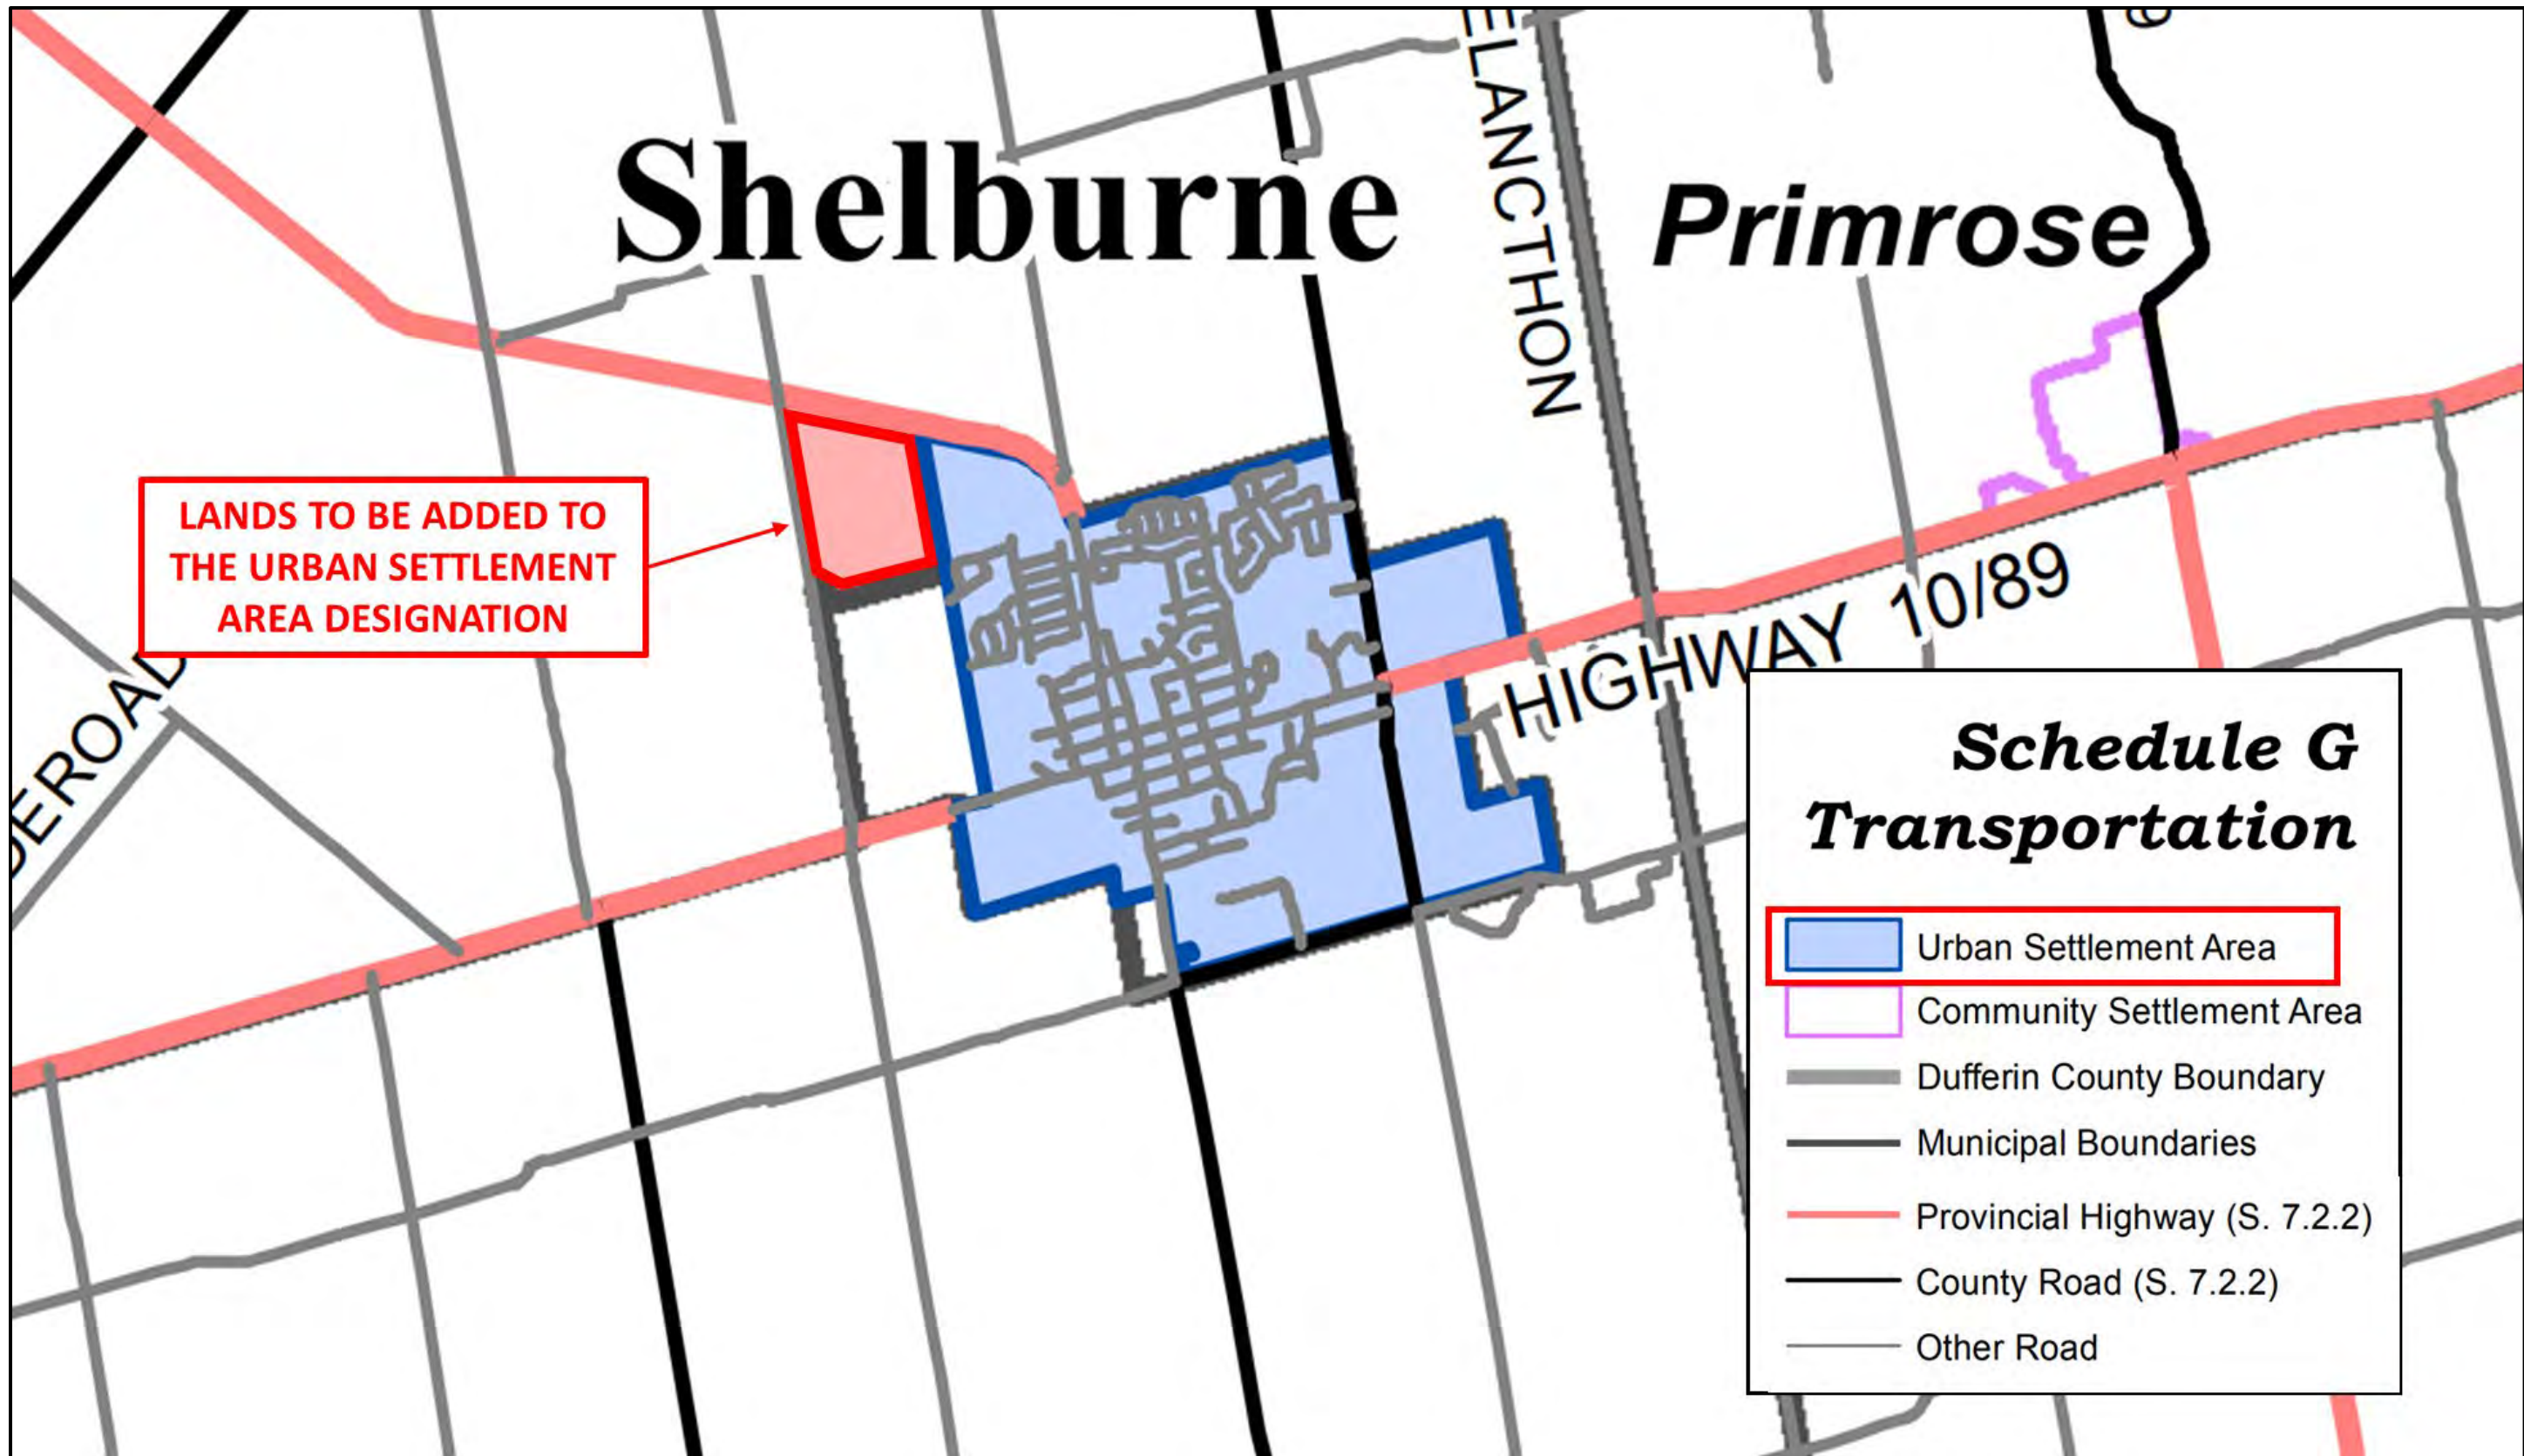 9
ELANCTHON
Shelburne
Primrose
LANDS TO BE ADDED TO
THE URBAN SETTLEMENT
AREA DESIGNATION
HIGHWAY 10/89
DEROAD
Schedule G
Transportation
Urban Settlement Area
Community Settlement Area
Dufferin County Boundary
Municipal Boundaries
Provincial Highway (S. 7.2.2)
County Road (S. 7.2.2)
Other Road